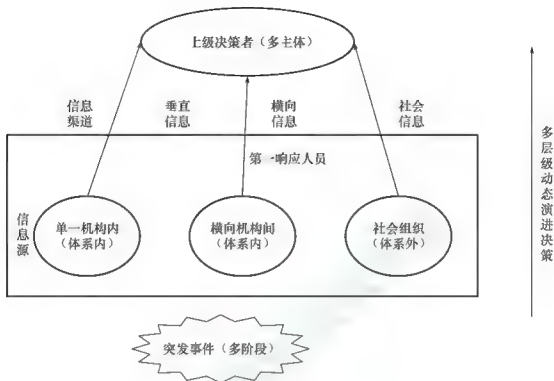 上级决策者（多主体）
信息
渠道
垂直
信息
横向
信息
社会
信息
第一响应人员
信息源
单一机构内
（体系内）
横向机构间
（体系内）
社会组织
（体系外）
多层级动态演进决策
突发事件（多阶段）